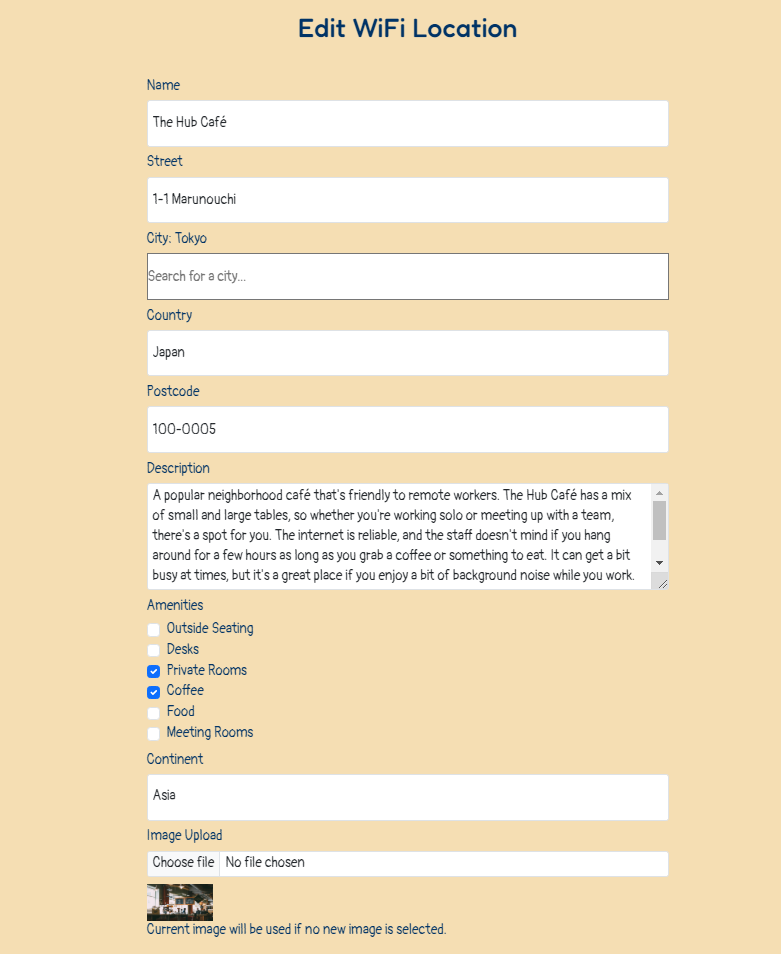 Edit WiFi Location
Name
The Hub Café
Street
1-1 Marunouchi
City: Tokyo
Search for a city...
Country
Japan
Postcode
100-0005
Description
A popular neighborhood café that's friendly to remote workers. The Hub Café has a mix
of small and large tables, so whether you're working solo or meeting up with a team,
there's a spot for you. The internet is reliable, and the staff doesn't mind if you hang
around for a few hours as long as you grab a coffee or something to eat. It can get a bit
busy at times, but it's a great place if you enjoy a bit of background noise while you work.
Amenities
Outside Seating
Desks
Private Rooms
Coffee
Food
Meeting Rooms
Continent
Asia
Image Upload
Choose file No file chosen
Current image will be used if no new image is selected.